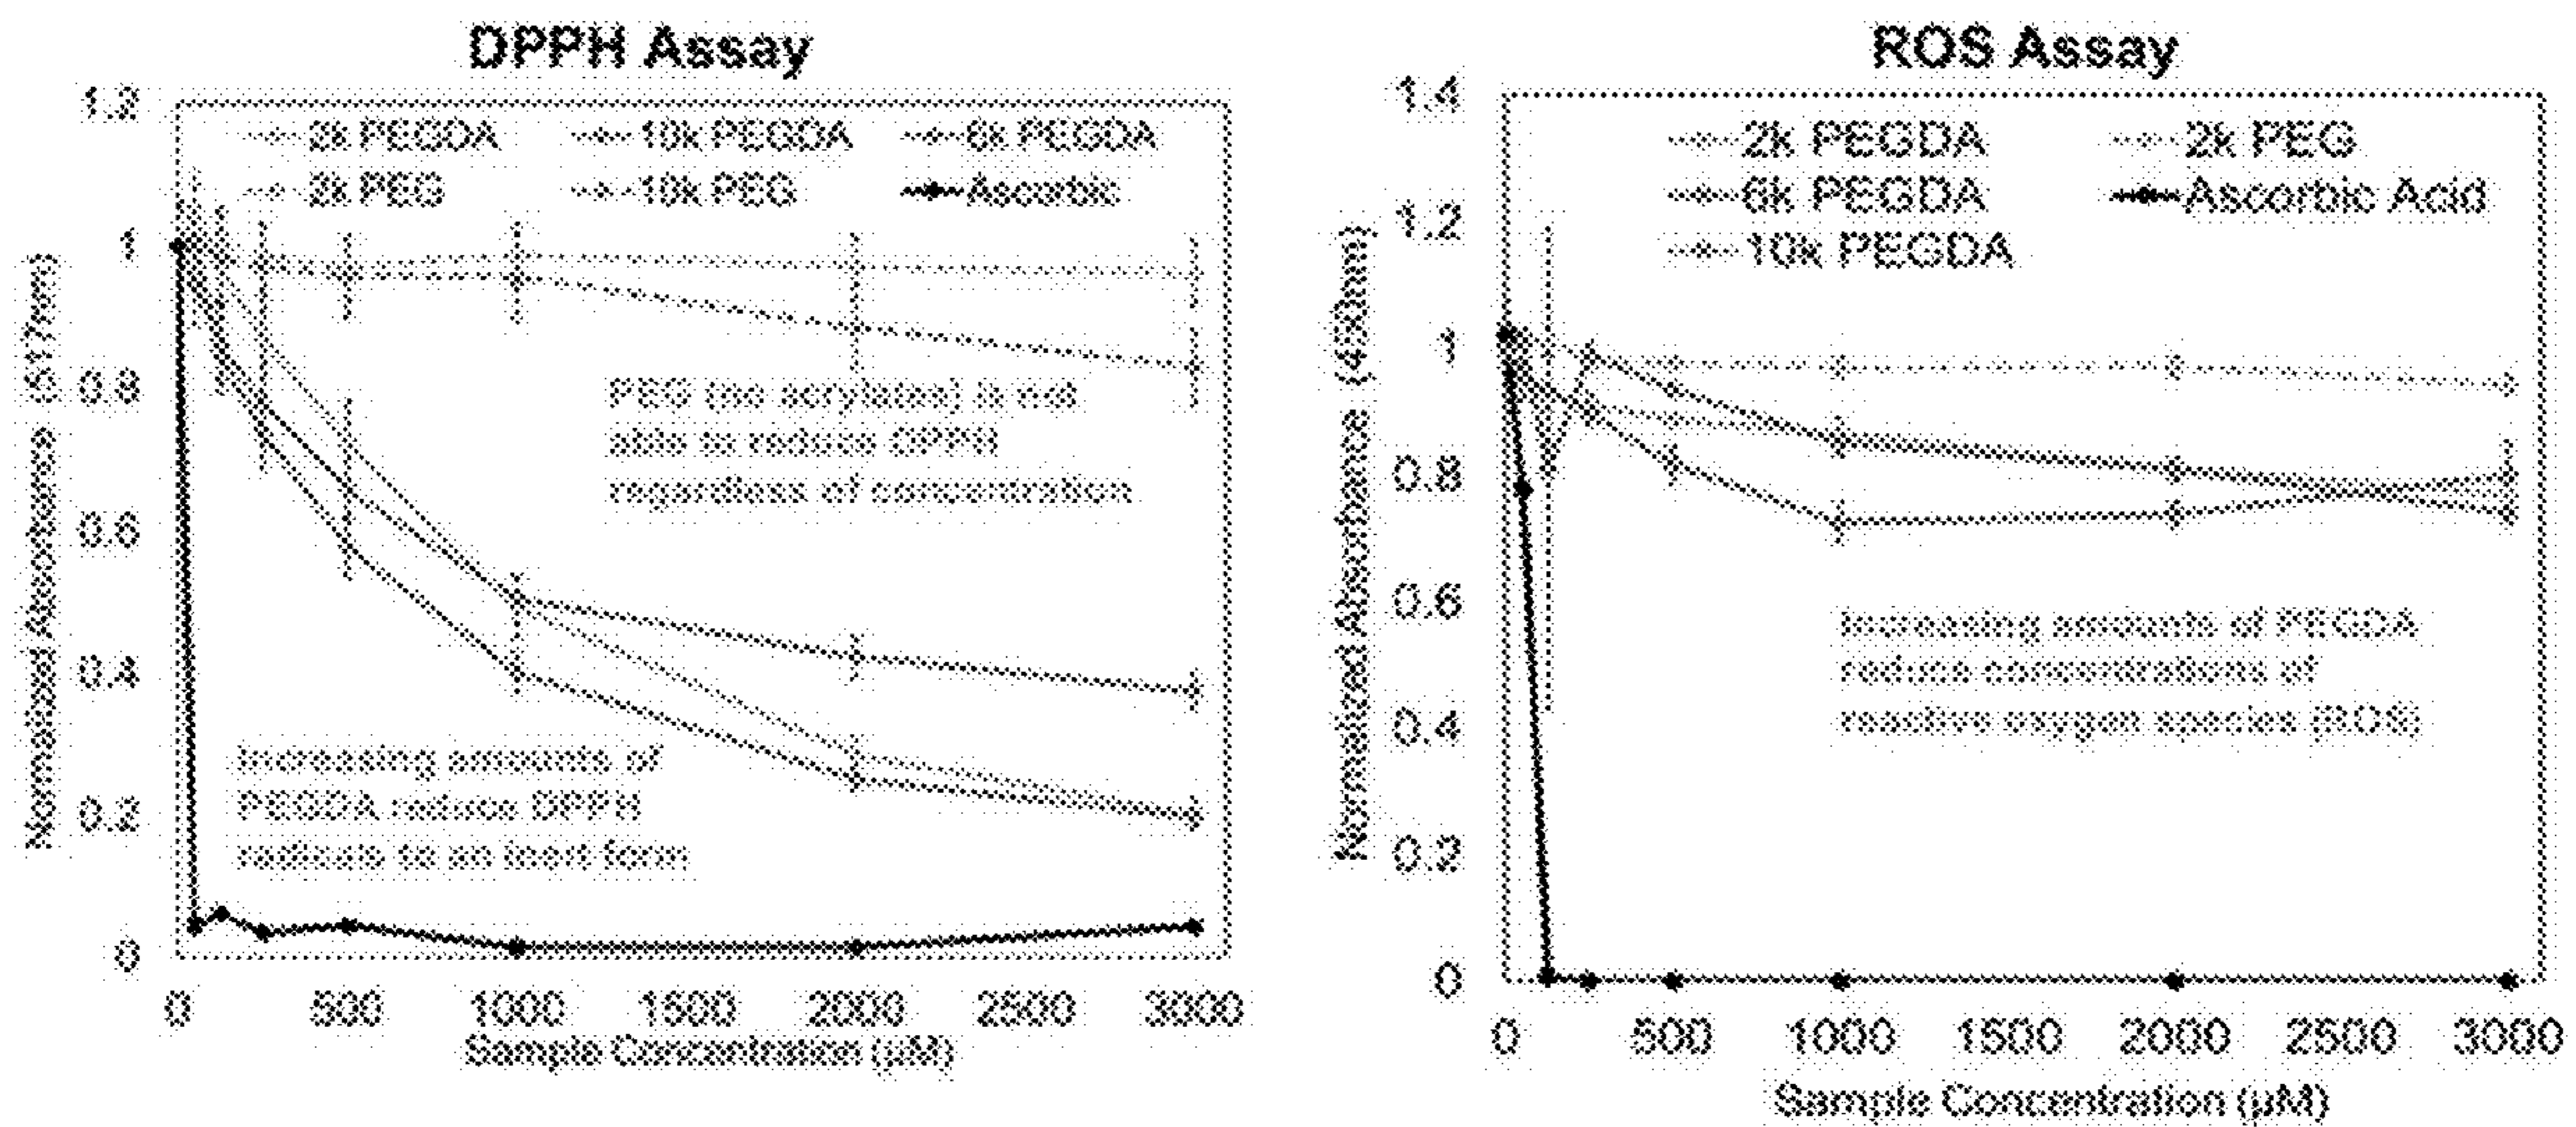 DPPH Assay
1.2
2k PEGDA 10k PEGDA 6k PEGDA
2k PEG 10k PEG Ascorbic
1
0.8
0.6
0.4
0.2
0
Normalized Absorbance (517nm)
PEG (no acrylates) is not
able to reduce DPPH
regardless of concentration
Increasing amounts of
PEGDA reduce DPPH
radicals to an inert form
0 500 1000 1500 2000 2500 3000
Sample Concentration (µM)
ROS Assay
1.4
2k PEGDA 2k PEG
6k PEGDA Ascorbic Acid
10k PEGDA
1.2
1
0.8
0.6
0.4
0.2
0
Normalized Absorbance
Increasing amounts of PEGDA
reduce concentrations of
reactive oxygen species (ROS)
0 500 1000 1500 2000 2500 3000
Sample Concentration (µM)